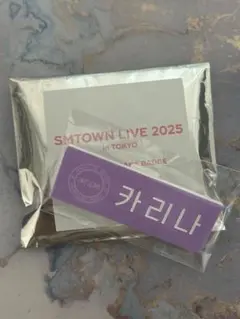 SMTOWN LIVE 2025
in TOKYO
BADGE
카리나